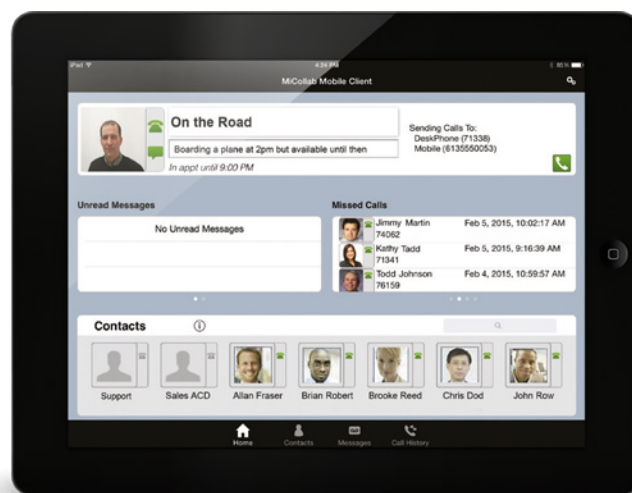 iPad
4:24 PM
MiCollab Mobile Client
On the Road
Boarding a plane at 2pm but available until then
In appt until 9:00 PM
Sending Calls To:
DeskPhone (71338)
Mobile (6135550053)
Unread Messages
No Unread Messages
Missed Calls
Jimmy Martin Feb 5, 2015, 10:02:17 AM
74062
Kathy Tadd Feb 5, 2015, 9:16:39 AM
71341
Todd Johnson Feb 4, 2015, 10:59:57 AM
76159
Contacts
Support Sales ACD Allan Fraser Brian Robert Brooke Reed Chris Dod John Row
Home Contacts Messages Call History